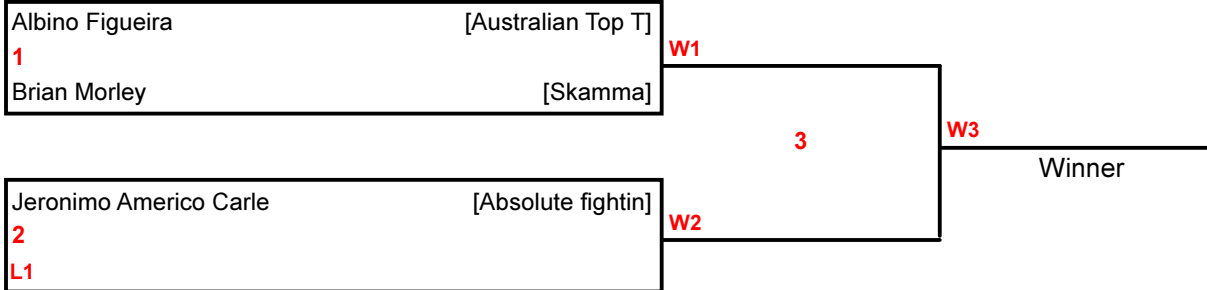 Albino Figueira [Australian Top T]
1
W1
Brian Morley [Skamma]
3
W3
Winner
Jeronimo Americo Carle [Absolute fightin]
2
W2
L1